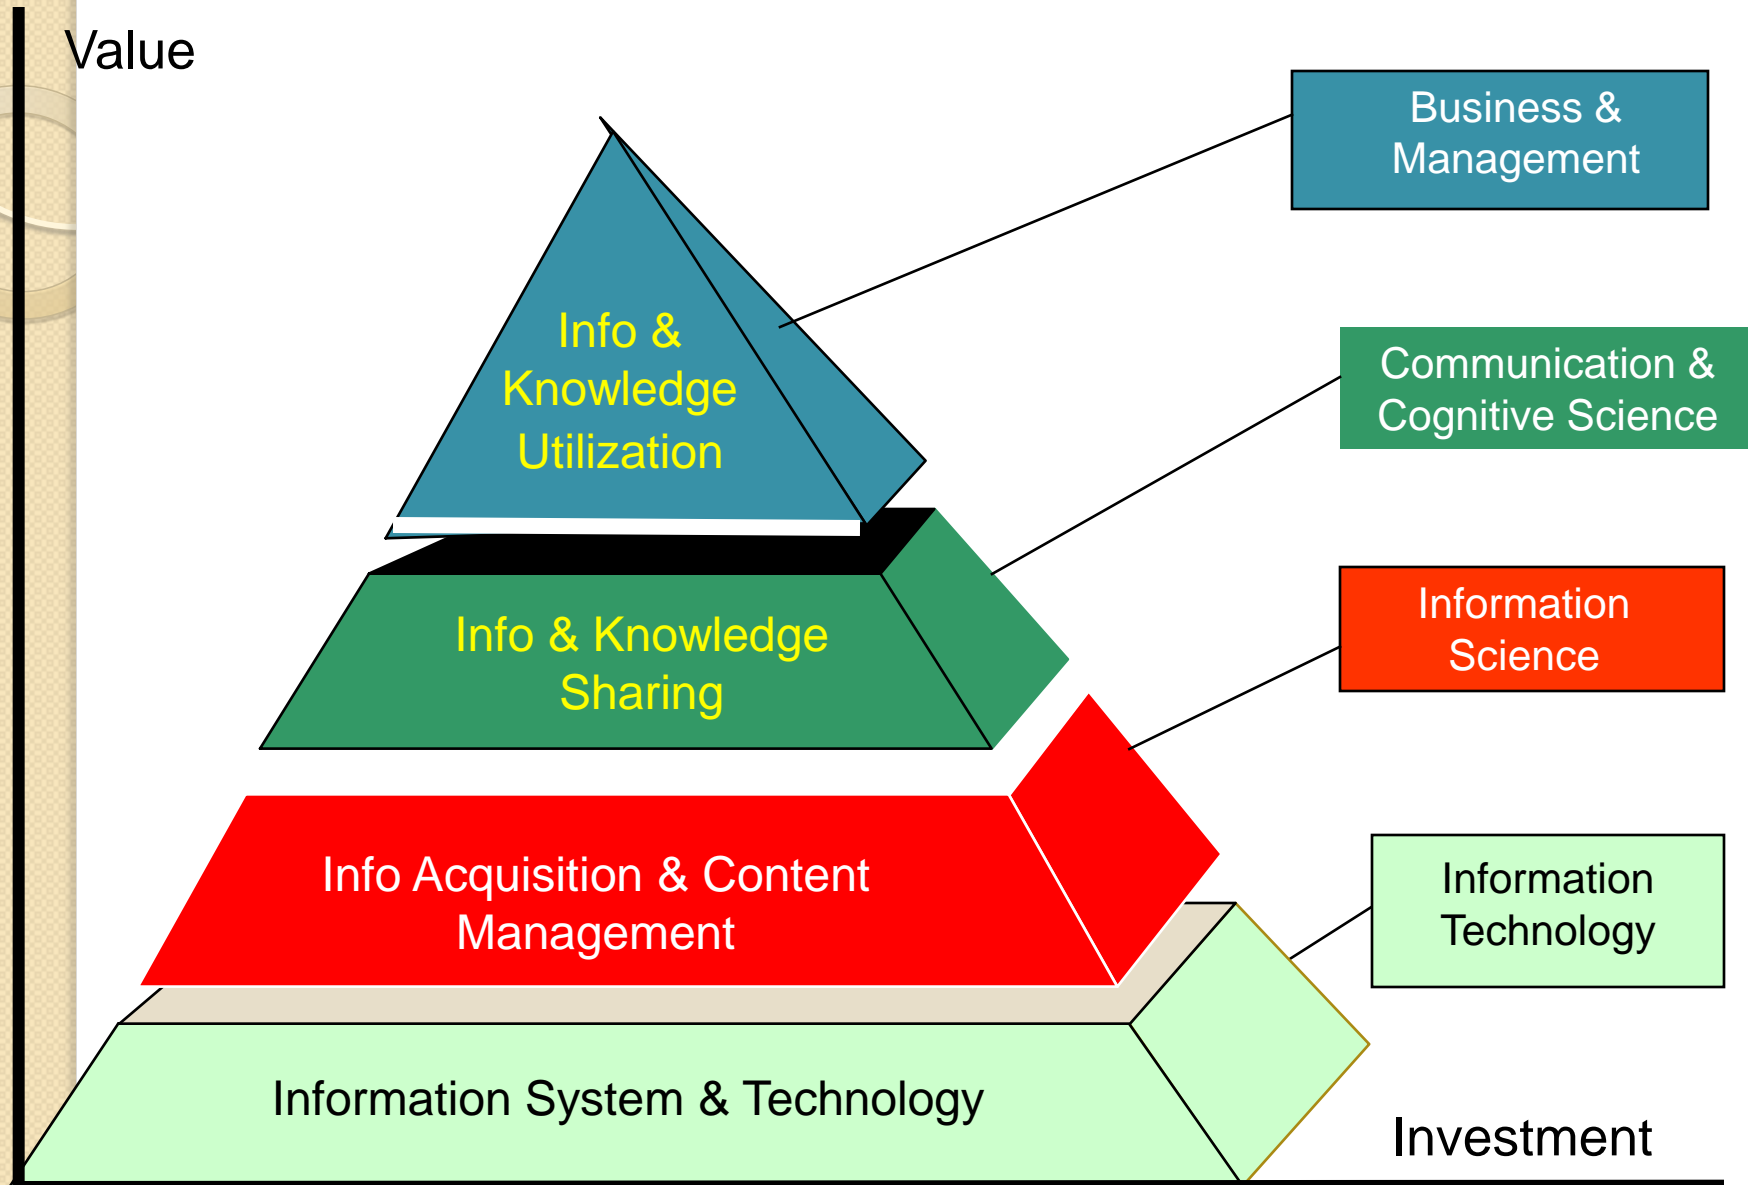 Value
Business &
Management
Info &
Knowledge
Utilization
Communication &
Cognitive Science
Info & Knowledge
Sharing
Information
Science
Info Acquisition & Content
Management
Information
Technology
Information System & Technology
Investment